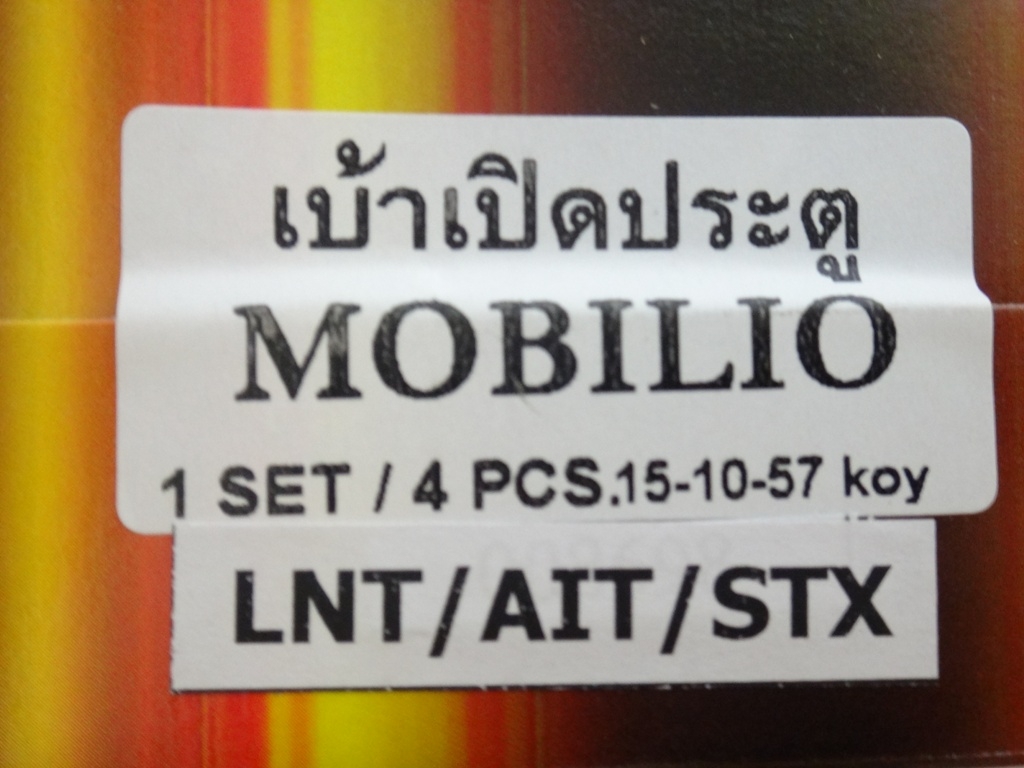 เบ้าเปิดประตู
MOBILIO
1 SET / 4 PCS.15-10-57 koy
LNT/AIT/STX